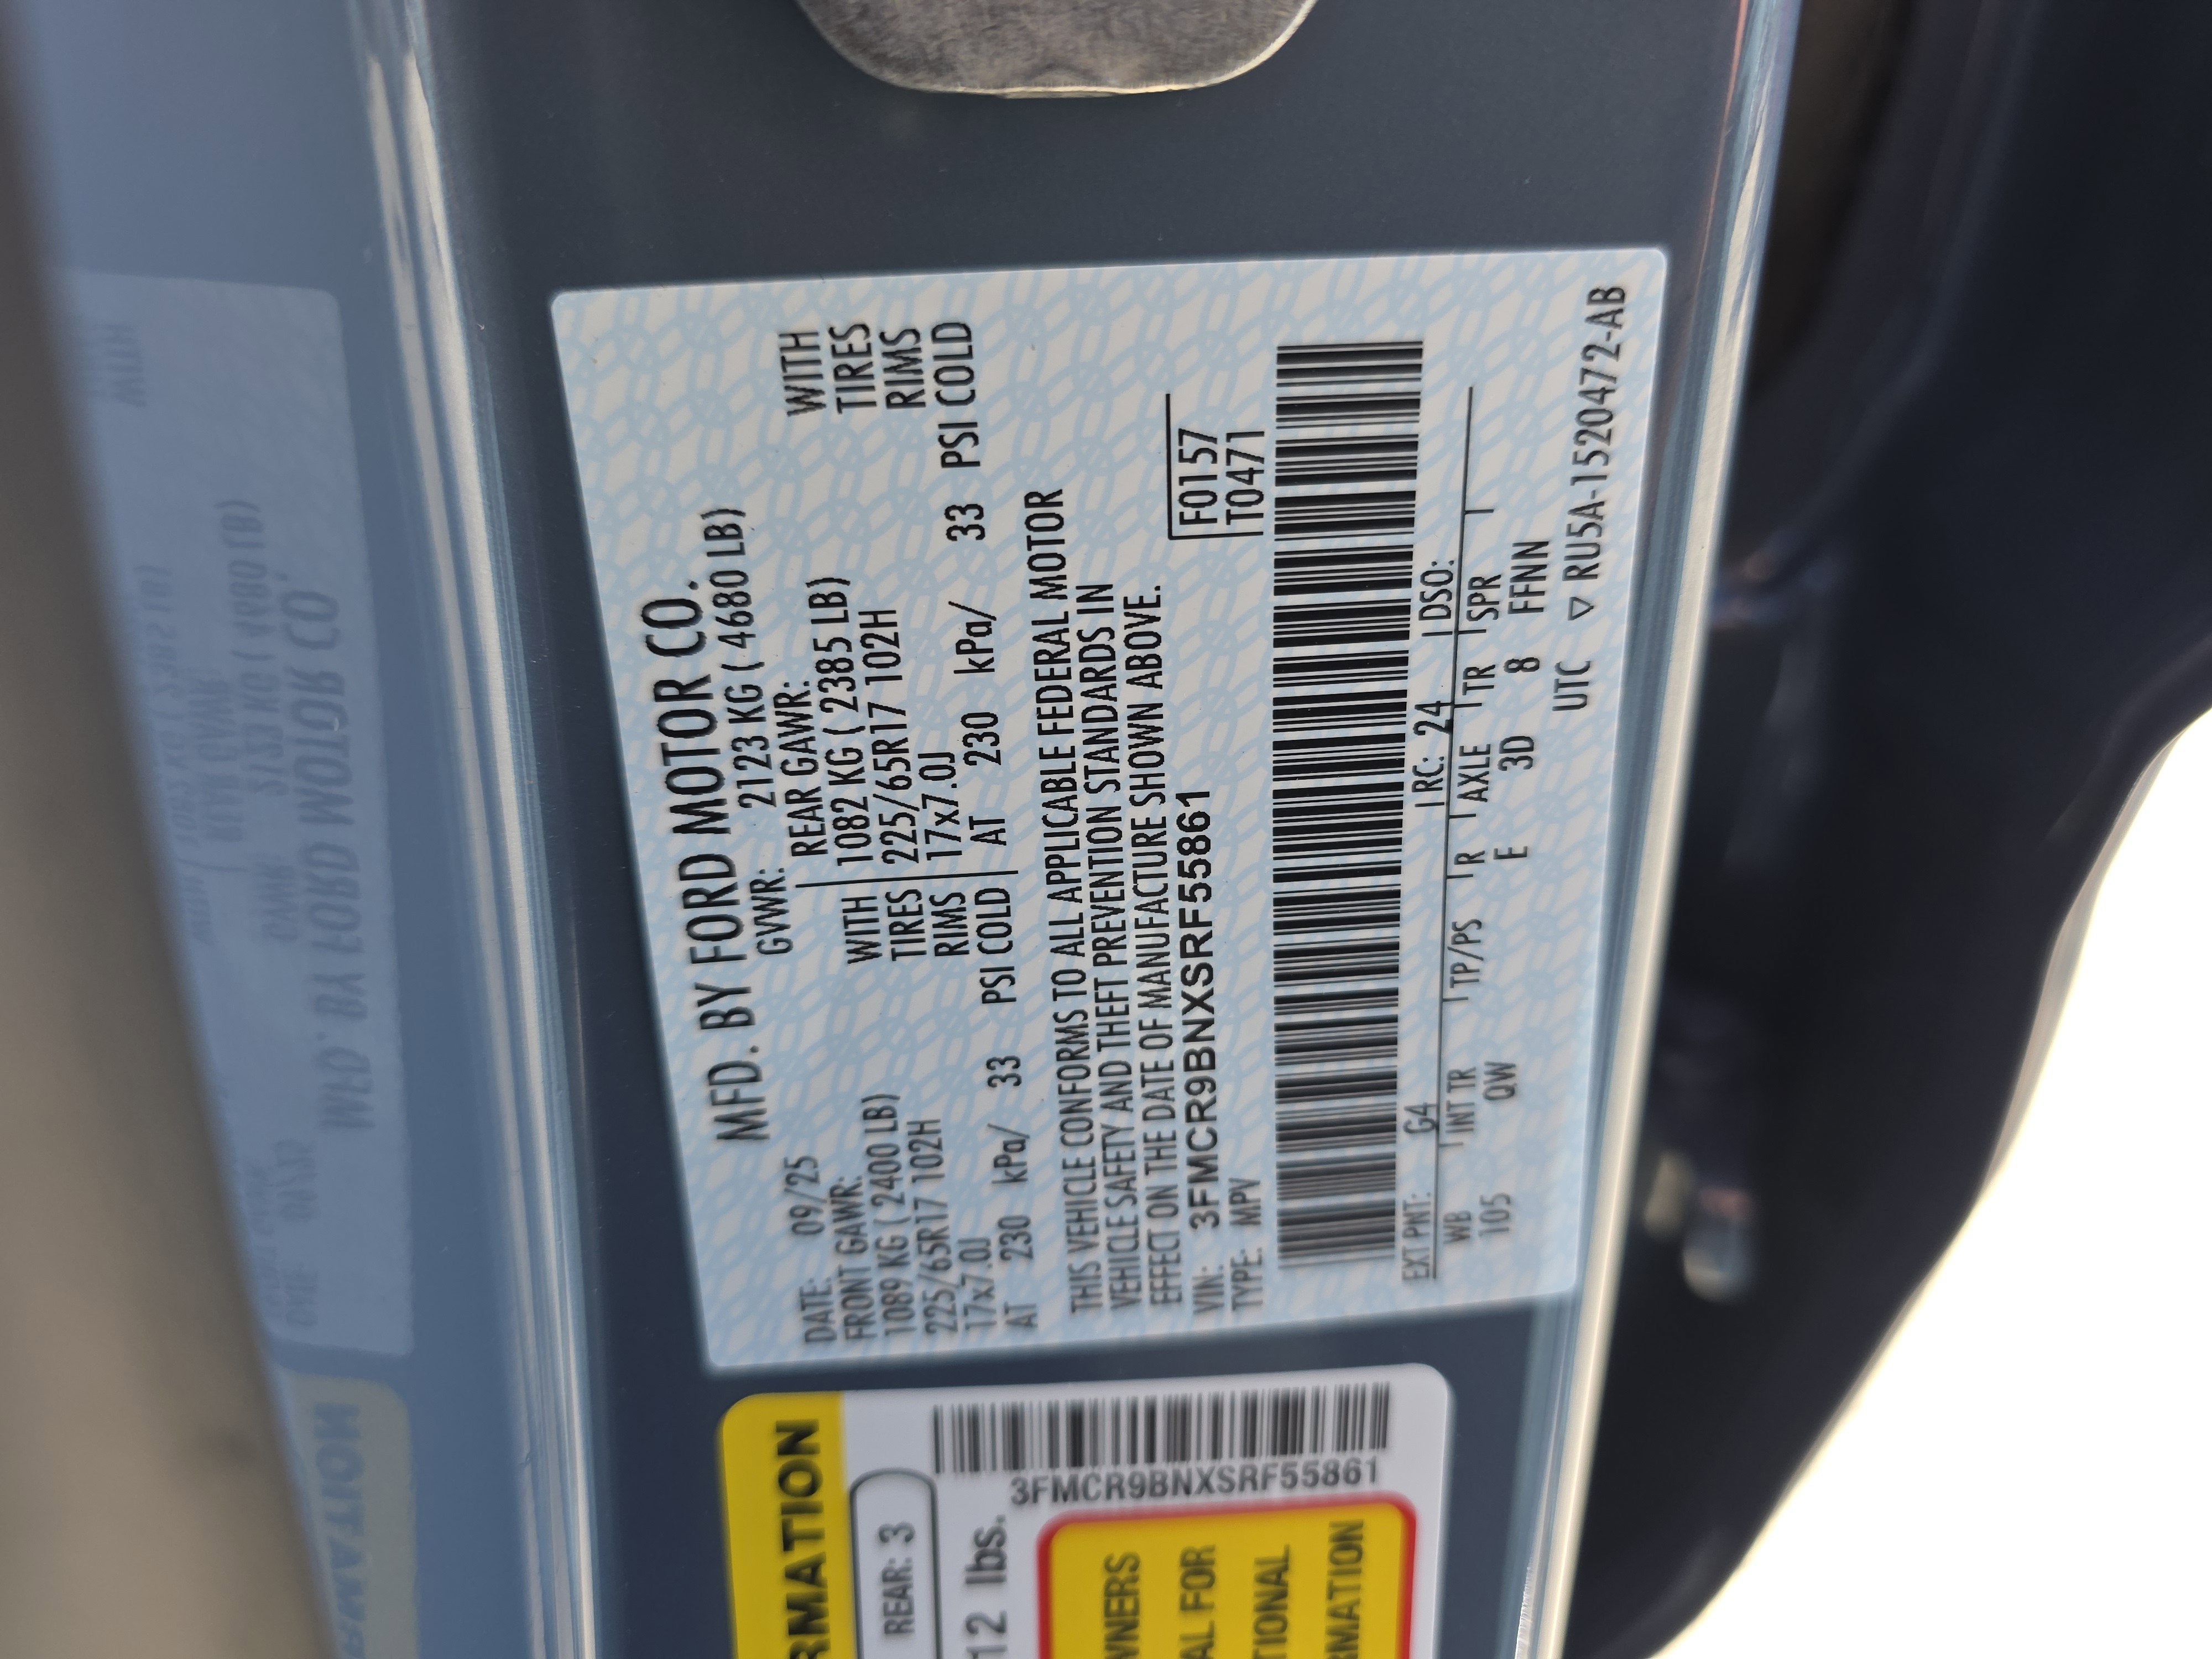 MFD. BY FORD MOTOR CO.
DATE: 09/25 GVWR: 2123 KG ( 4680 LB)
FRONT GAWR: REAR GAWR:
1089 KG ( 2400 LB) WITH 1082 KG ( 2385 LB) WITH
225/65R17 102H TIRES 225/65R17 102H TIRES
17x7.0J RIMS 17x7.0J RIMS
AT 230 kPa/ 33 PSI COLD AT 230 kPa/ 33 PSI COLD
THIS VEHICLE CONFORMS TO ALL APPLICABLE FEDERAL MOTOR
VEHICLE SAFETY AND THEFT PREVENTION STANDARDS IN
EFFECT ON THE DATE OF MANUFACTURE SHOWN ABOVE.
VIN: 3FMCR9BNXSRF55861
TYPE: MPV
F0157
T0471
EXT PNT: G4 RC: 24 DSO:
WB INT TR TP/PS R AXLE TR SPR
105 QW E 3D 8 FFNN
UTC ▽ RU5A-1520472-AB
RMATION
REAR: 3
12 lbs.
3FMCR9BNXSRF55861
WNERS
AL FOR
TIONAL
RMATION